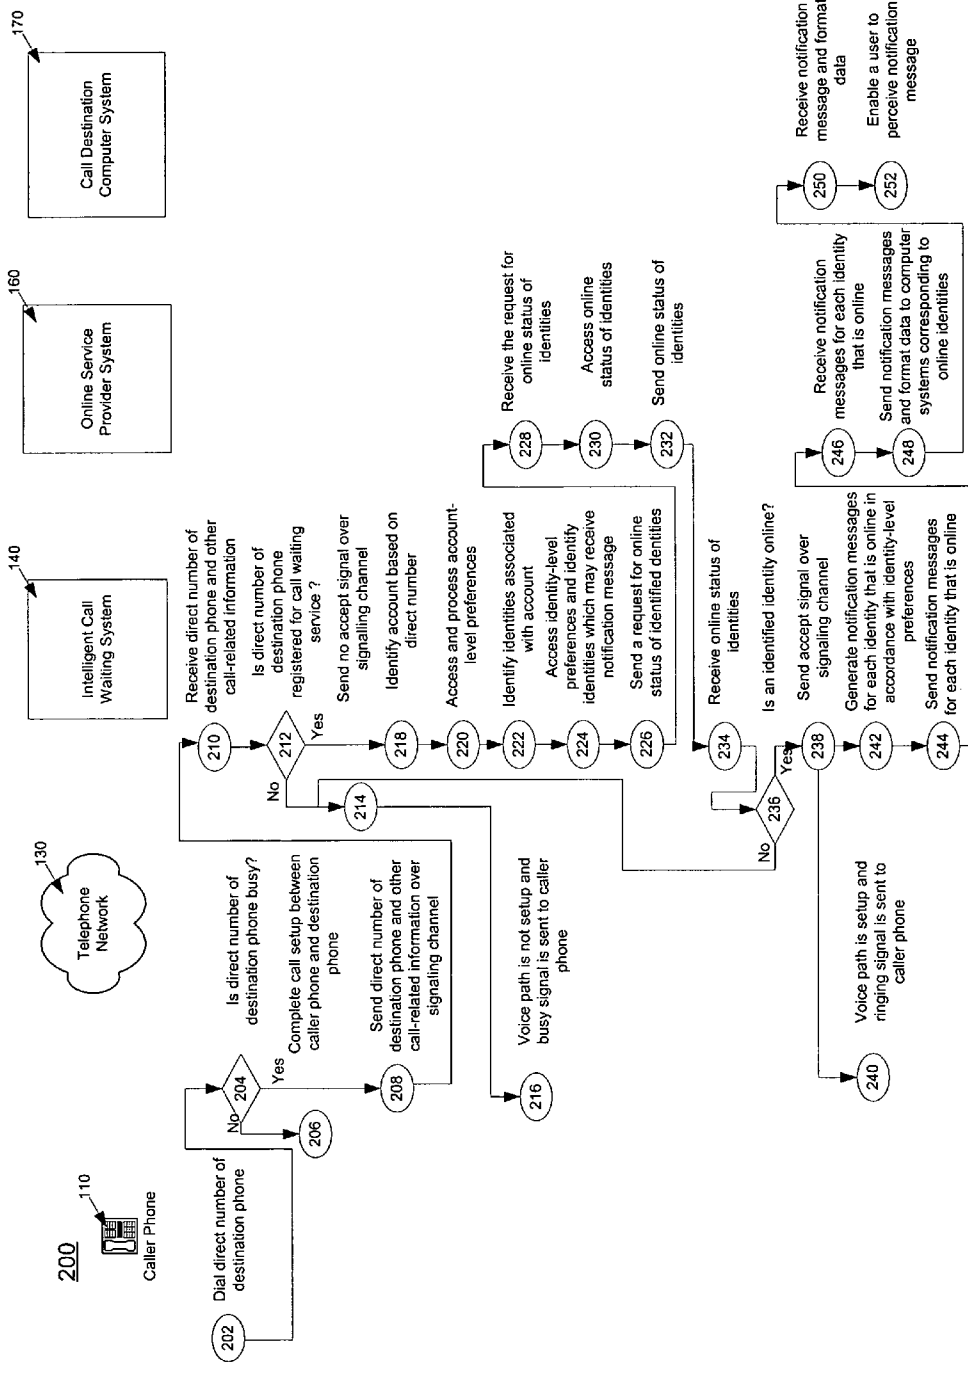 200
110
Caller Phone
130
Telephone
Network
140
Intelligent Call
Waiting System
160
Online Service
Provider System
170
Call Destination
Computer System
202
Dial direct number of
destination phone
204
Is direct number of
destination phone busy?
No
Yes
206
Complete call setup between
caller phone and destination
phone
208
Send direct number of
destination phone and other
call-related information over
signaling channel
210
Receive direct number of
destination phone and other
call-related information
212
Is direct number of
destination phone
registered for call waiting
service ?
No
Yes
214
Send no accept signal over
signalling channel
216
Voice path is not setup and
busy signal is sent to caller
phone
218
Identify account based on
direct number
220
Access and process account-
level preferences
222
Identify identities associated
with account
224
Access identity-level
preferences and identify
identities which may receive
notification message
226
Send a request for online
status of identified identities
228
Receive the request for
online status of
identities
230
Access online
status of identities
232
Send online status of
identities
234
Receive online status of
identities
236
Is an identified identity online?
No
Yes
238
Send accept signal over
signaling channel
240
Voice path is setup and
ringing signal is sent to
caller phone
242
Generate notification messages
for each identity that is online in
accordance with identity-level
preferences
244
Send notification messages
for each identity that is online
246
Receive notification
messages for each identity
that is online
248
Send notification messages
and format data to computer
systems corresponding to
online identities
250
Receive notification
message and format
data
252
Enable a user to
perceive notification
message